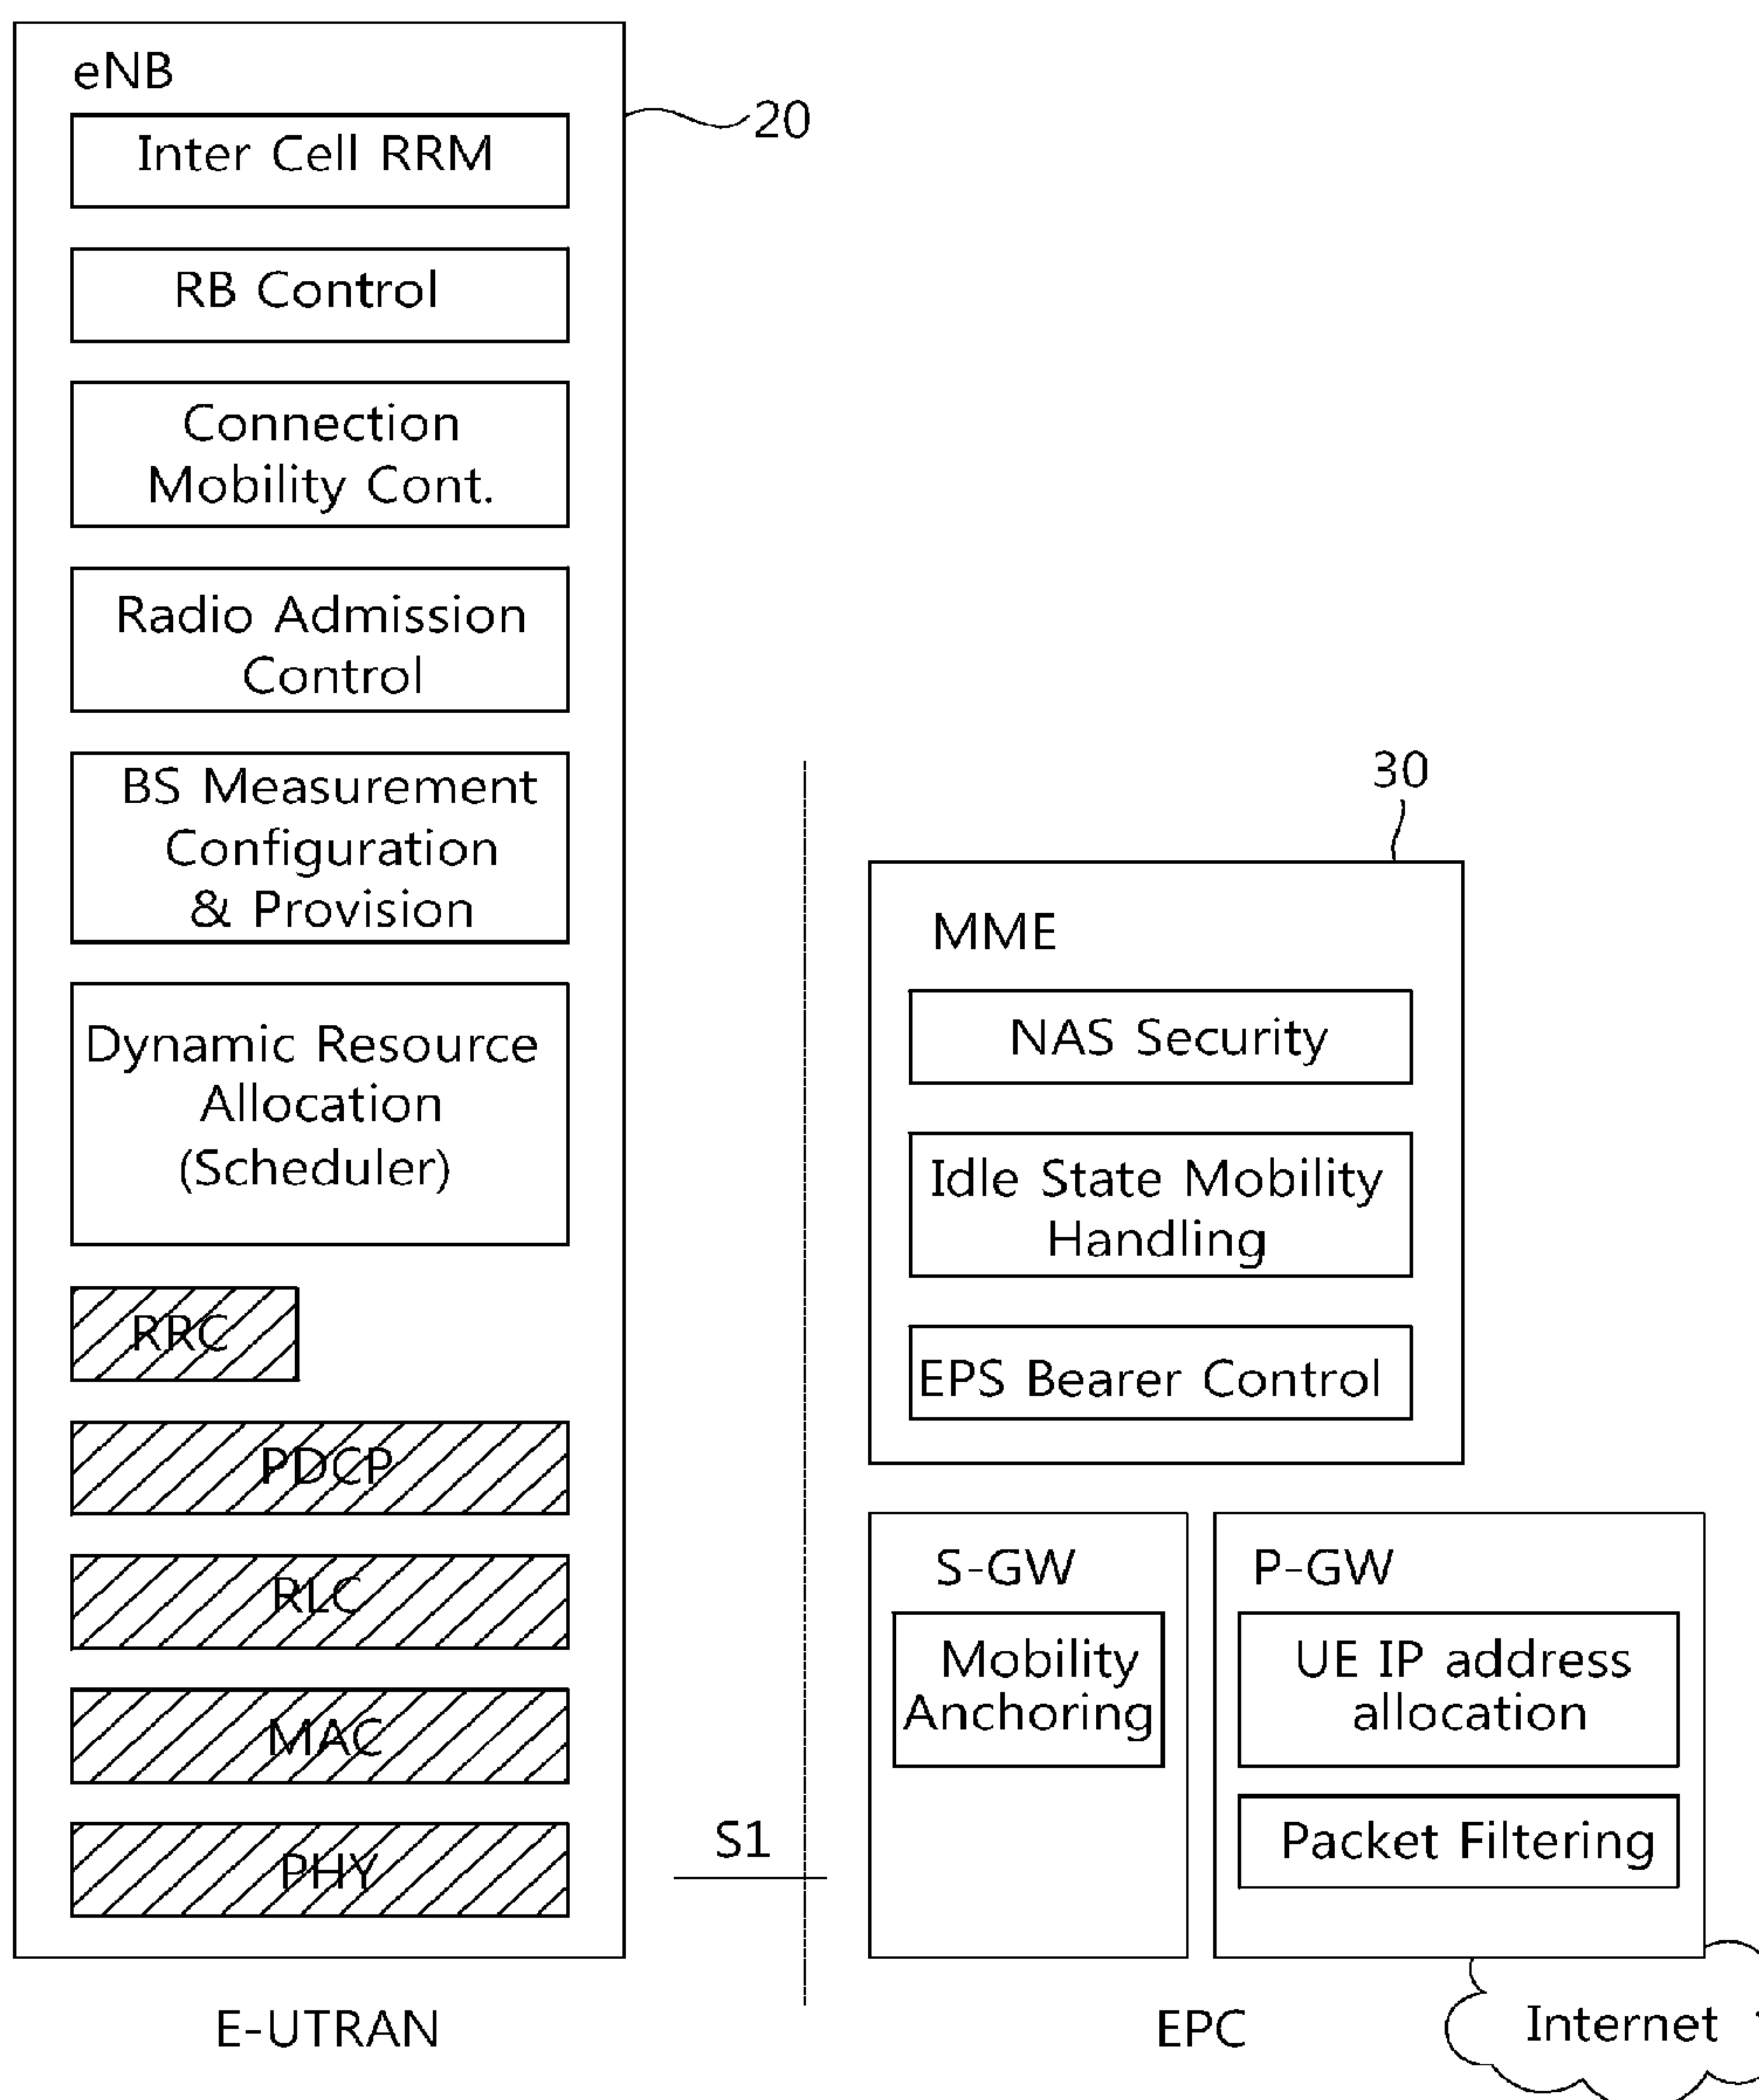 eNB
20
Inter Cell RRM
RB Control
Connection
Mobility Cont.
Radio Admission
Control
BS Measurement
Configuration
& Provision
Dynamic Resource
Allocation
(Scheduler)
RRC
PDCP
RLC
MAC
PHY
E-UTRAN
S1
30
MME
NAS Security
Idle State Mobility
Handling
EPS Bearer Control
S-GW
Mobility
Anchoring
P-GW
UE IP address
allocation
Packet Filtering
EPC
Internet